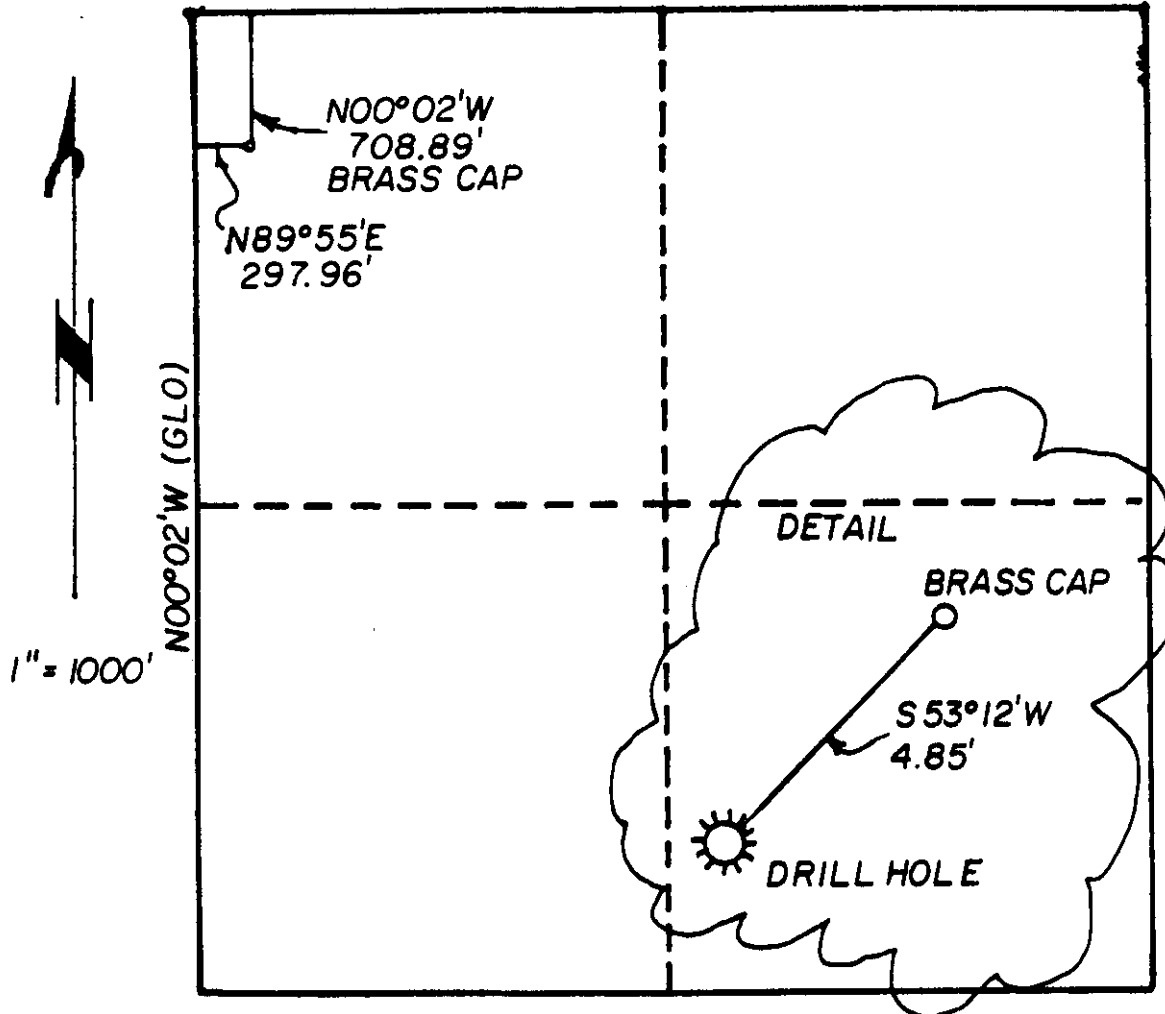 N00°02'W
708.89'
BRASS CAP
N89°55'E
297.96'
N00°02'W (GLO)
N
1" = 1000'
DETAIL
BRASS CAP
S53°12'W
4.85'
DRILL HOLE